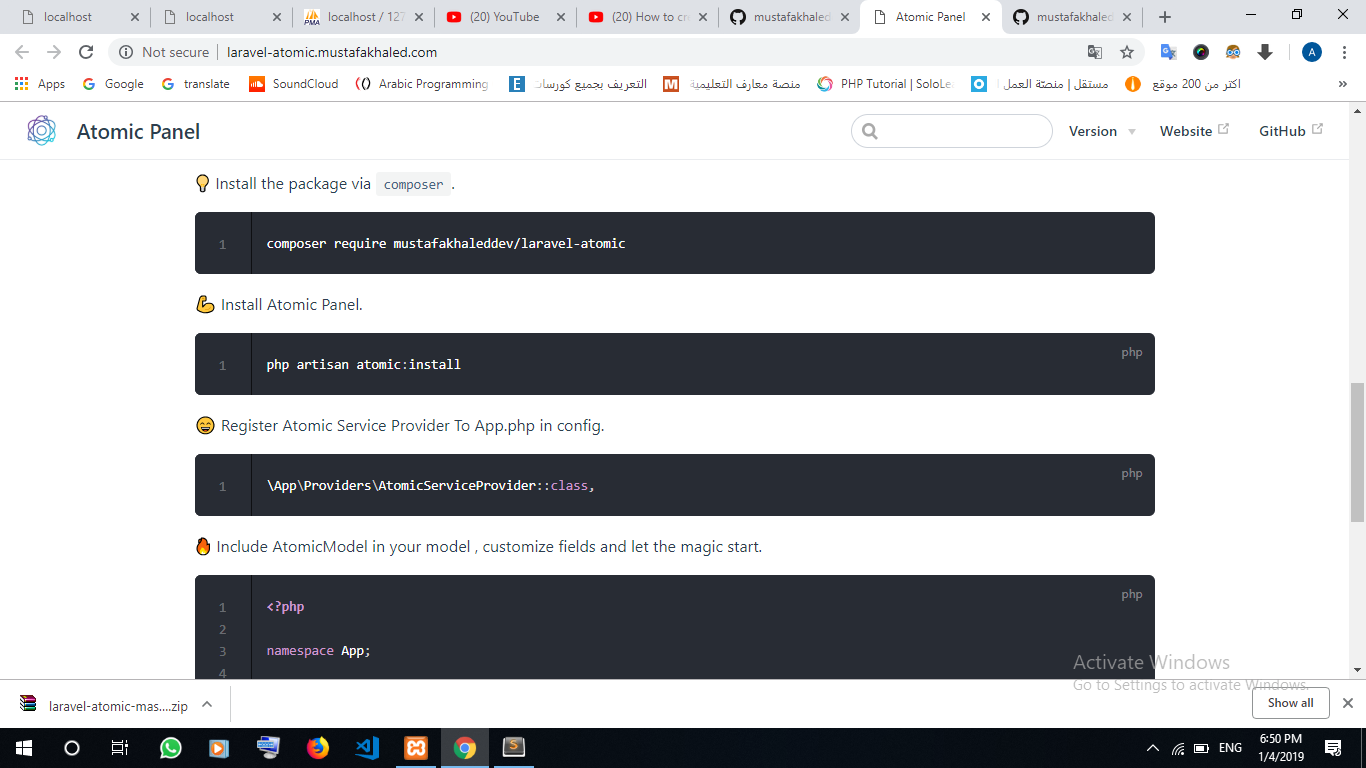 localhost
localhost
PMA localhost / 127
(20) YouTube
(20) How to cr
mustafakhaled
Atomic Panel
mustafakhaled
Not secure | laravel-atomic.mustafakhaled.com
A
Apps
Google
translate
SoundCloud
Arabic Programming
التعريف بجميع كورسات
منصة معارف التعليمية
PHP Tutorial | SoloLe
مستقل | منصّة العمل ا
اكتر من 200 موقع
»
Atomic Panel
Version
Website
GitHub
Install the package via composer .
1 composer require mustafakhaleddev/laravel-atomic
Install Atomic Panel.
php
1 php artisan atomic:install
Register Atomic Service Provider To App.php in config.
php
1 \App\Providers\AtomicServiceProvider::class,
Include AtomicModel in your model , customize fields and let the magic start.
php
1 <?php
2
3 namespace App;
4
Activate Windows
Go to Settings to activate Windows.
laravel-atomic-mas....zip
Show all
ENG
6:50 PM
1/4/2019